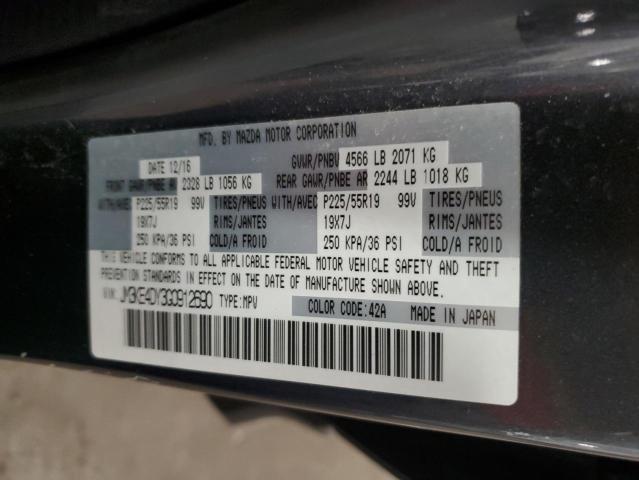 MFD. BY MAZDA MOTOR CORPORATION
DATE 12/16 GVWR/PNBV 4566 LB 2071 KG
FRONT GAWR/PNBE AV 2328 LB 1056 KG REAR GAWR/PNBE AR 2244 LB 1018 KG
WITH/AVEC P225/55R19 99V TIRES/PNEUS WITH/AVEC P225/55R19 99V TIRES/PNEUS
19X7J RIMS/JANTES 19X7J RIMS/JANTES
250 KPA/36 PSI COLD/A FROID 250 KPA/36 PSI COLD/A FROID
THIS VEHICLE CONFORMS TO ALL APPLICABLE FEDERAL MOTOR VEHICLE SAFETY AND THEFT
PREVENTION STANDARDS IN EFFECT ON THE DATE OF MANUFACTURE SHOWN ABOVE.
VIN: JM3KE4DY3G0912690 TYPE:MPV COLOR CODE:42A MADE IN JAPAN